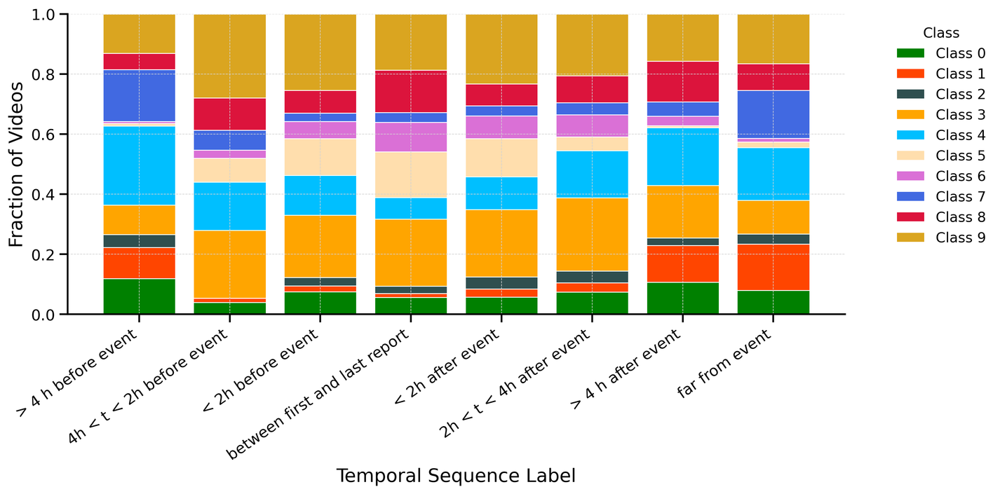 Fraction of Videos
1.0
0.8
0.6
0.4
0.2
0.0
> 4 h before event
4h < t < 2h before event
< 2h before event
between first and last report
< 2h after event
2h < t < 4h after event
> 4 h after event
far from event
Temporal Sequence Label
Class
Class 0
Class 1
Class 2
Class 3
Class 4
Class 5
Class 6
Class 7
Class 8
Class 9